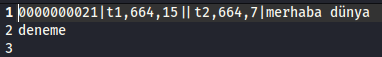 1 0000000021|t1,664,15||t2,664,7|merhaba dünya
2 deneme
3